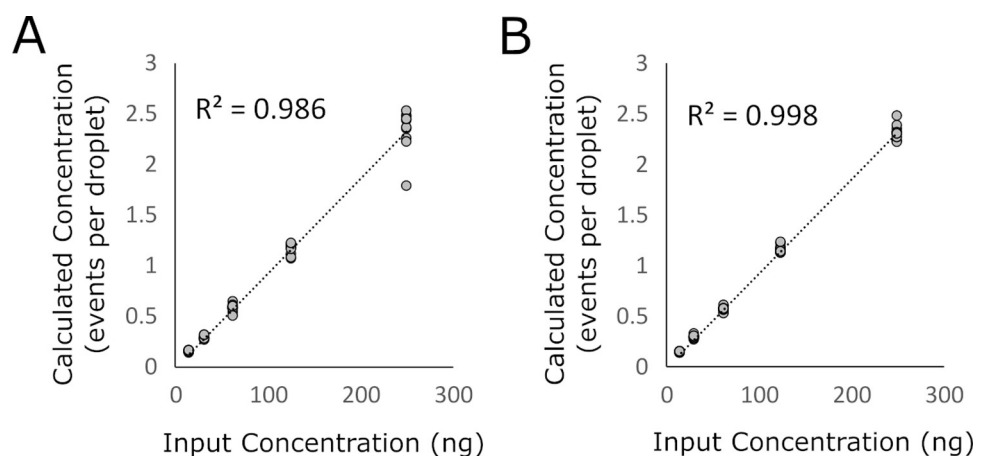 A
Calculated Concentration
(events per droplet)
3
2.5
2
1.5
1
0.5
0
R² = 0.986
0 100 200 300
Input Concentration (ng)
B
Calculated Concentration
(events per droplet)
3
2.5
2
1.5
1
0.5
0
R² = 0.998
0 100 200 300
Input Concentration (ng)